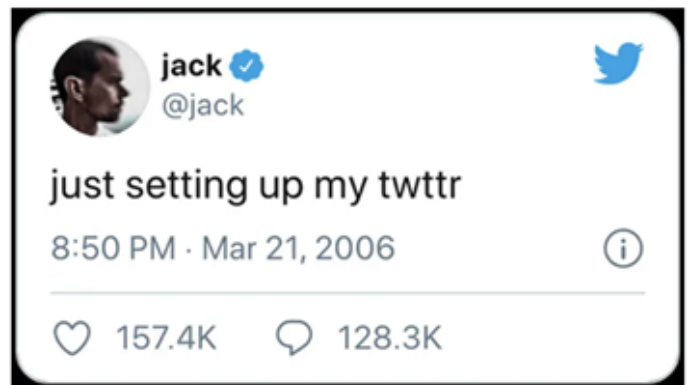 jack
@jack
just setting up my twttr
8:50 PM · Mar 21, 2006
157.4K 128.3K